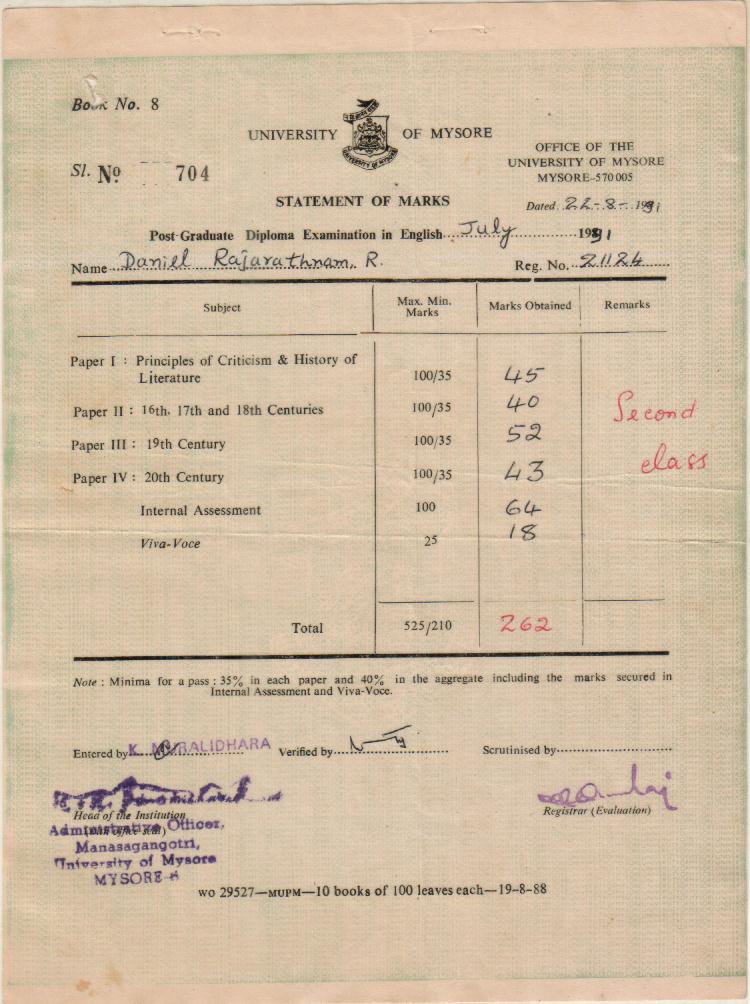 Book No. 8
UNIVERSITY OF MYSORE
UNIVERSITY OF MYSORE
OFFICE OF THE
UNIVERSITY OF MYSORE
MYSORE-570 005
Sl. No 704
STATEMENT OF MARKS
Dated. 22-8-1991
Post-Graduate Diploma Examination in English July 1991
Name Daniel Rajarathnam, R. Reg. No. 21124
Subject Max. Min. Marks Marks Obtained Remarks
Paper I : Principles of Criticism & History of
Literature 100/35 45
Paper II : 16th, 17th and 18th Centuries 100/35 40
Second
Paper III : 19th Century 100/35 52
class
Paper IV : 20th Century 100/35 43
Internal Assessment 100 64
Viva-Voce 25 18
Total 525/210 262
Note : Minima for a pass : 35% in each paper and 40% in the aggregate including the marks secured in
Internal Assessment and Viva-Voce.
Entered by K. MURALIDHARA Verified by Scrutinised by
Head of the Institution
Registrar (Evaluation)
Administrative Officer,
Manasagangotri,
University of Mysore
MYSORE-6
WO 29527—MUPM—10 books of 100 leaves each—19-8-88